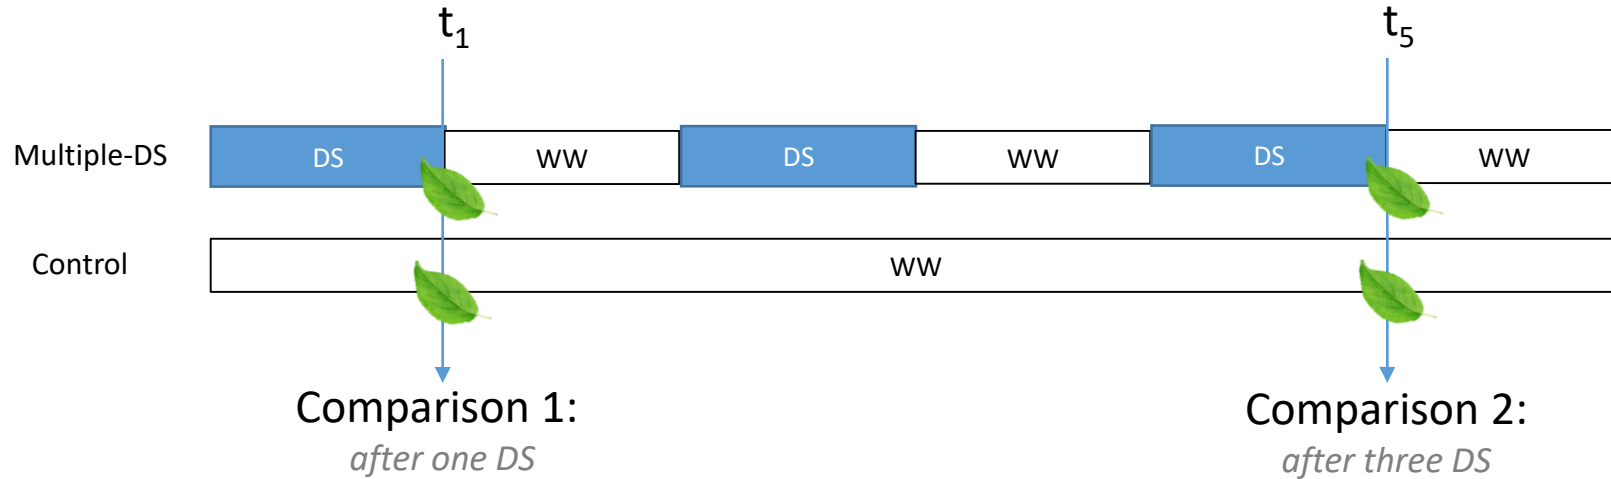 t₁ t₅
Multiple-DS DS WW DS WW DS WW
Control WW
Comparison 1: Comparison 2:
after one DS after three DS